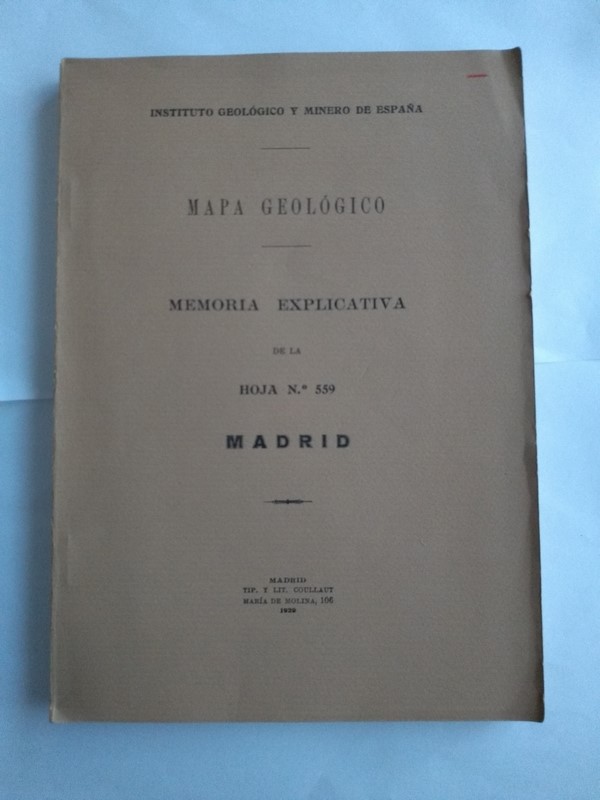 INSTITUTO GEOLÓGICO Y MINERO DE ESPAÑA
MAPA GEOLÓGICO
MEMORIA EXPLICATIVA
DE LA
HOJA N.º 559
MADRID
MADRID
TIP. Y LIT. COULLAUT
MARÍA DE MOLINA, 106
1929